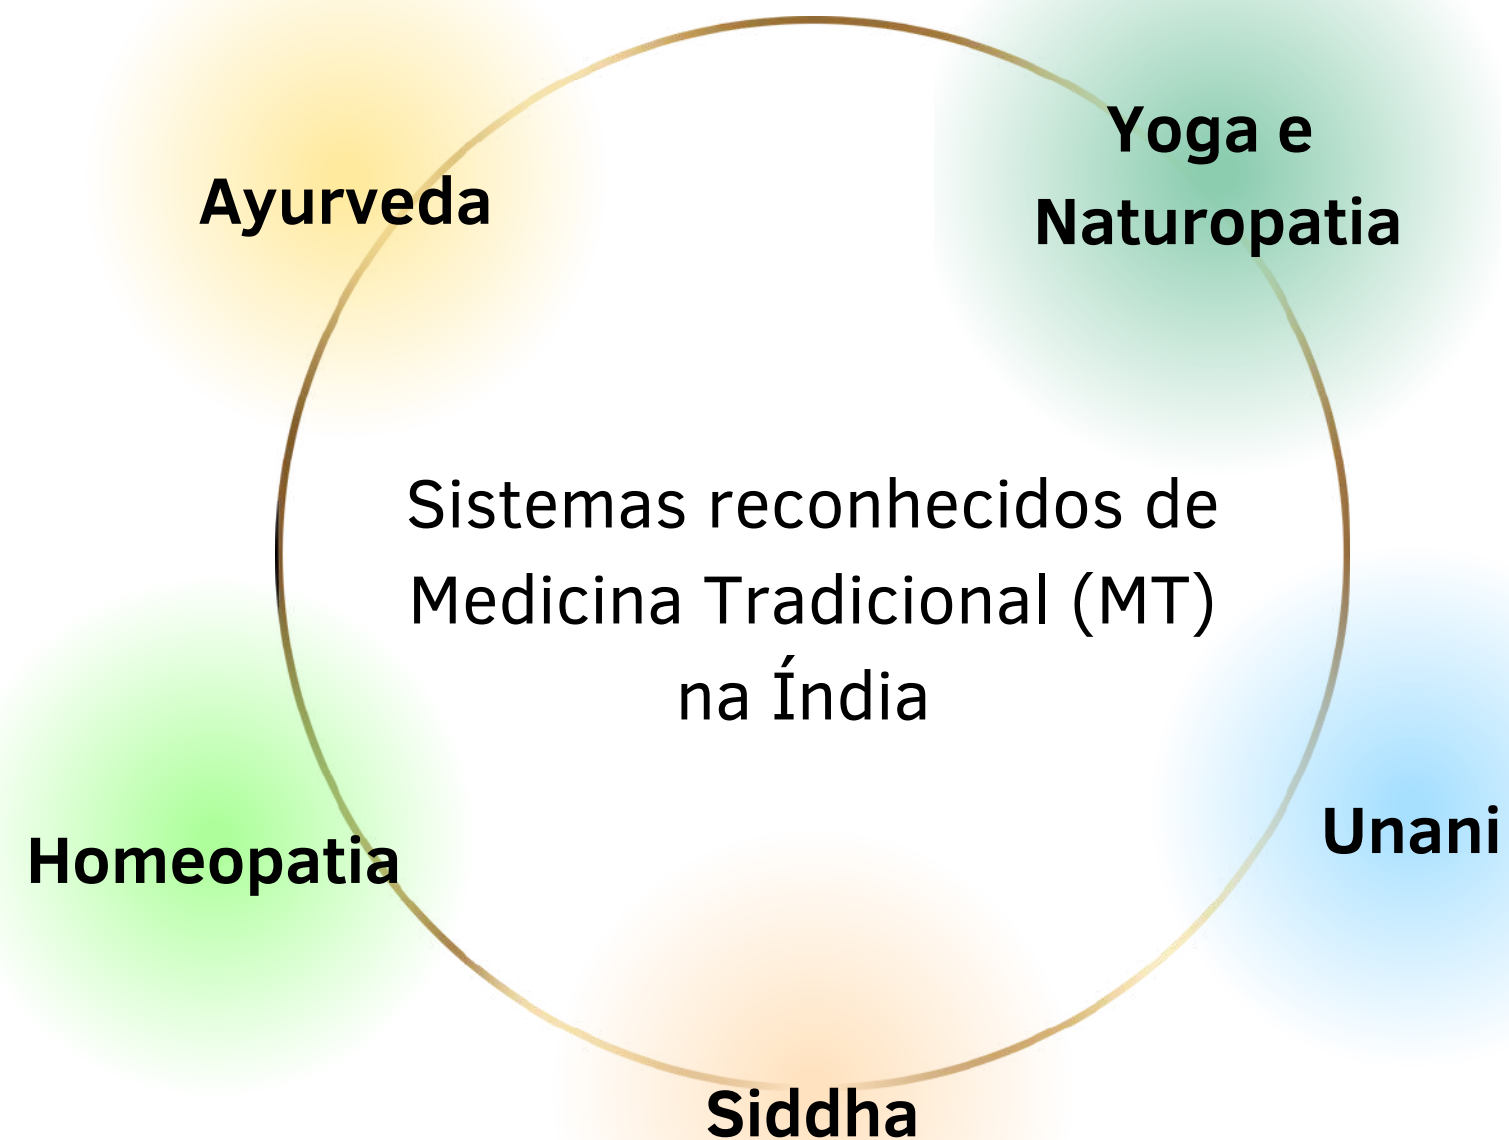 Yoga e
Naturopatia
Ayurveda
Sistemas reconhecidos de
Medicina Tradicional (MT)
na Índia
Unani
Homeopatia
Siddha